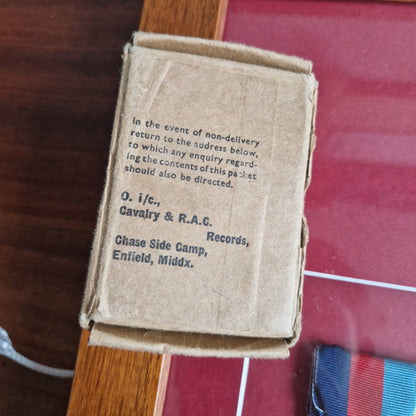 In the event of non-delivery
return to the address below,
to which any enquiry regard-
ing the contents of this packet
should also be directed.
O. i/c.,
Cavalry & R.A.C.
Records,
Chase Side Camp,
Enfield, Middx.